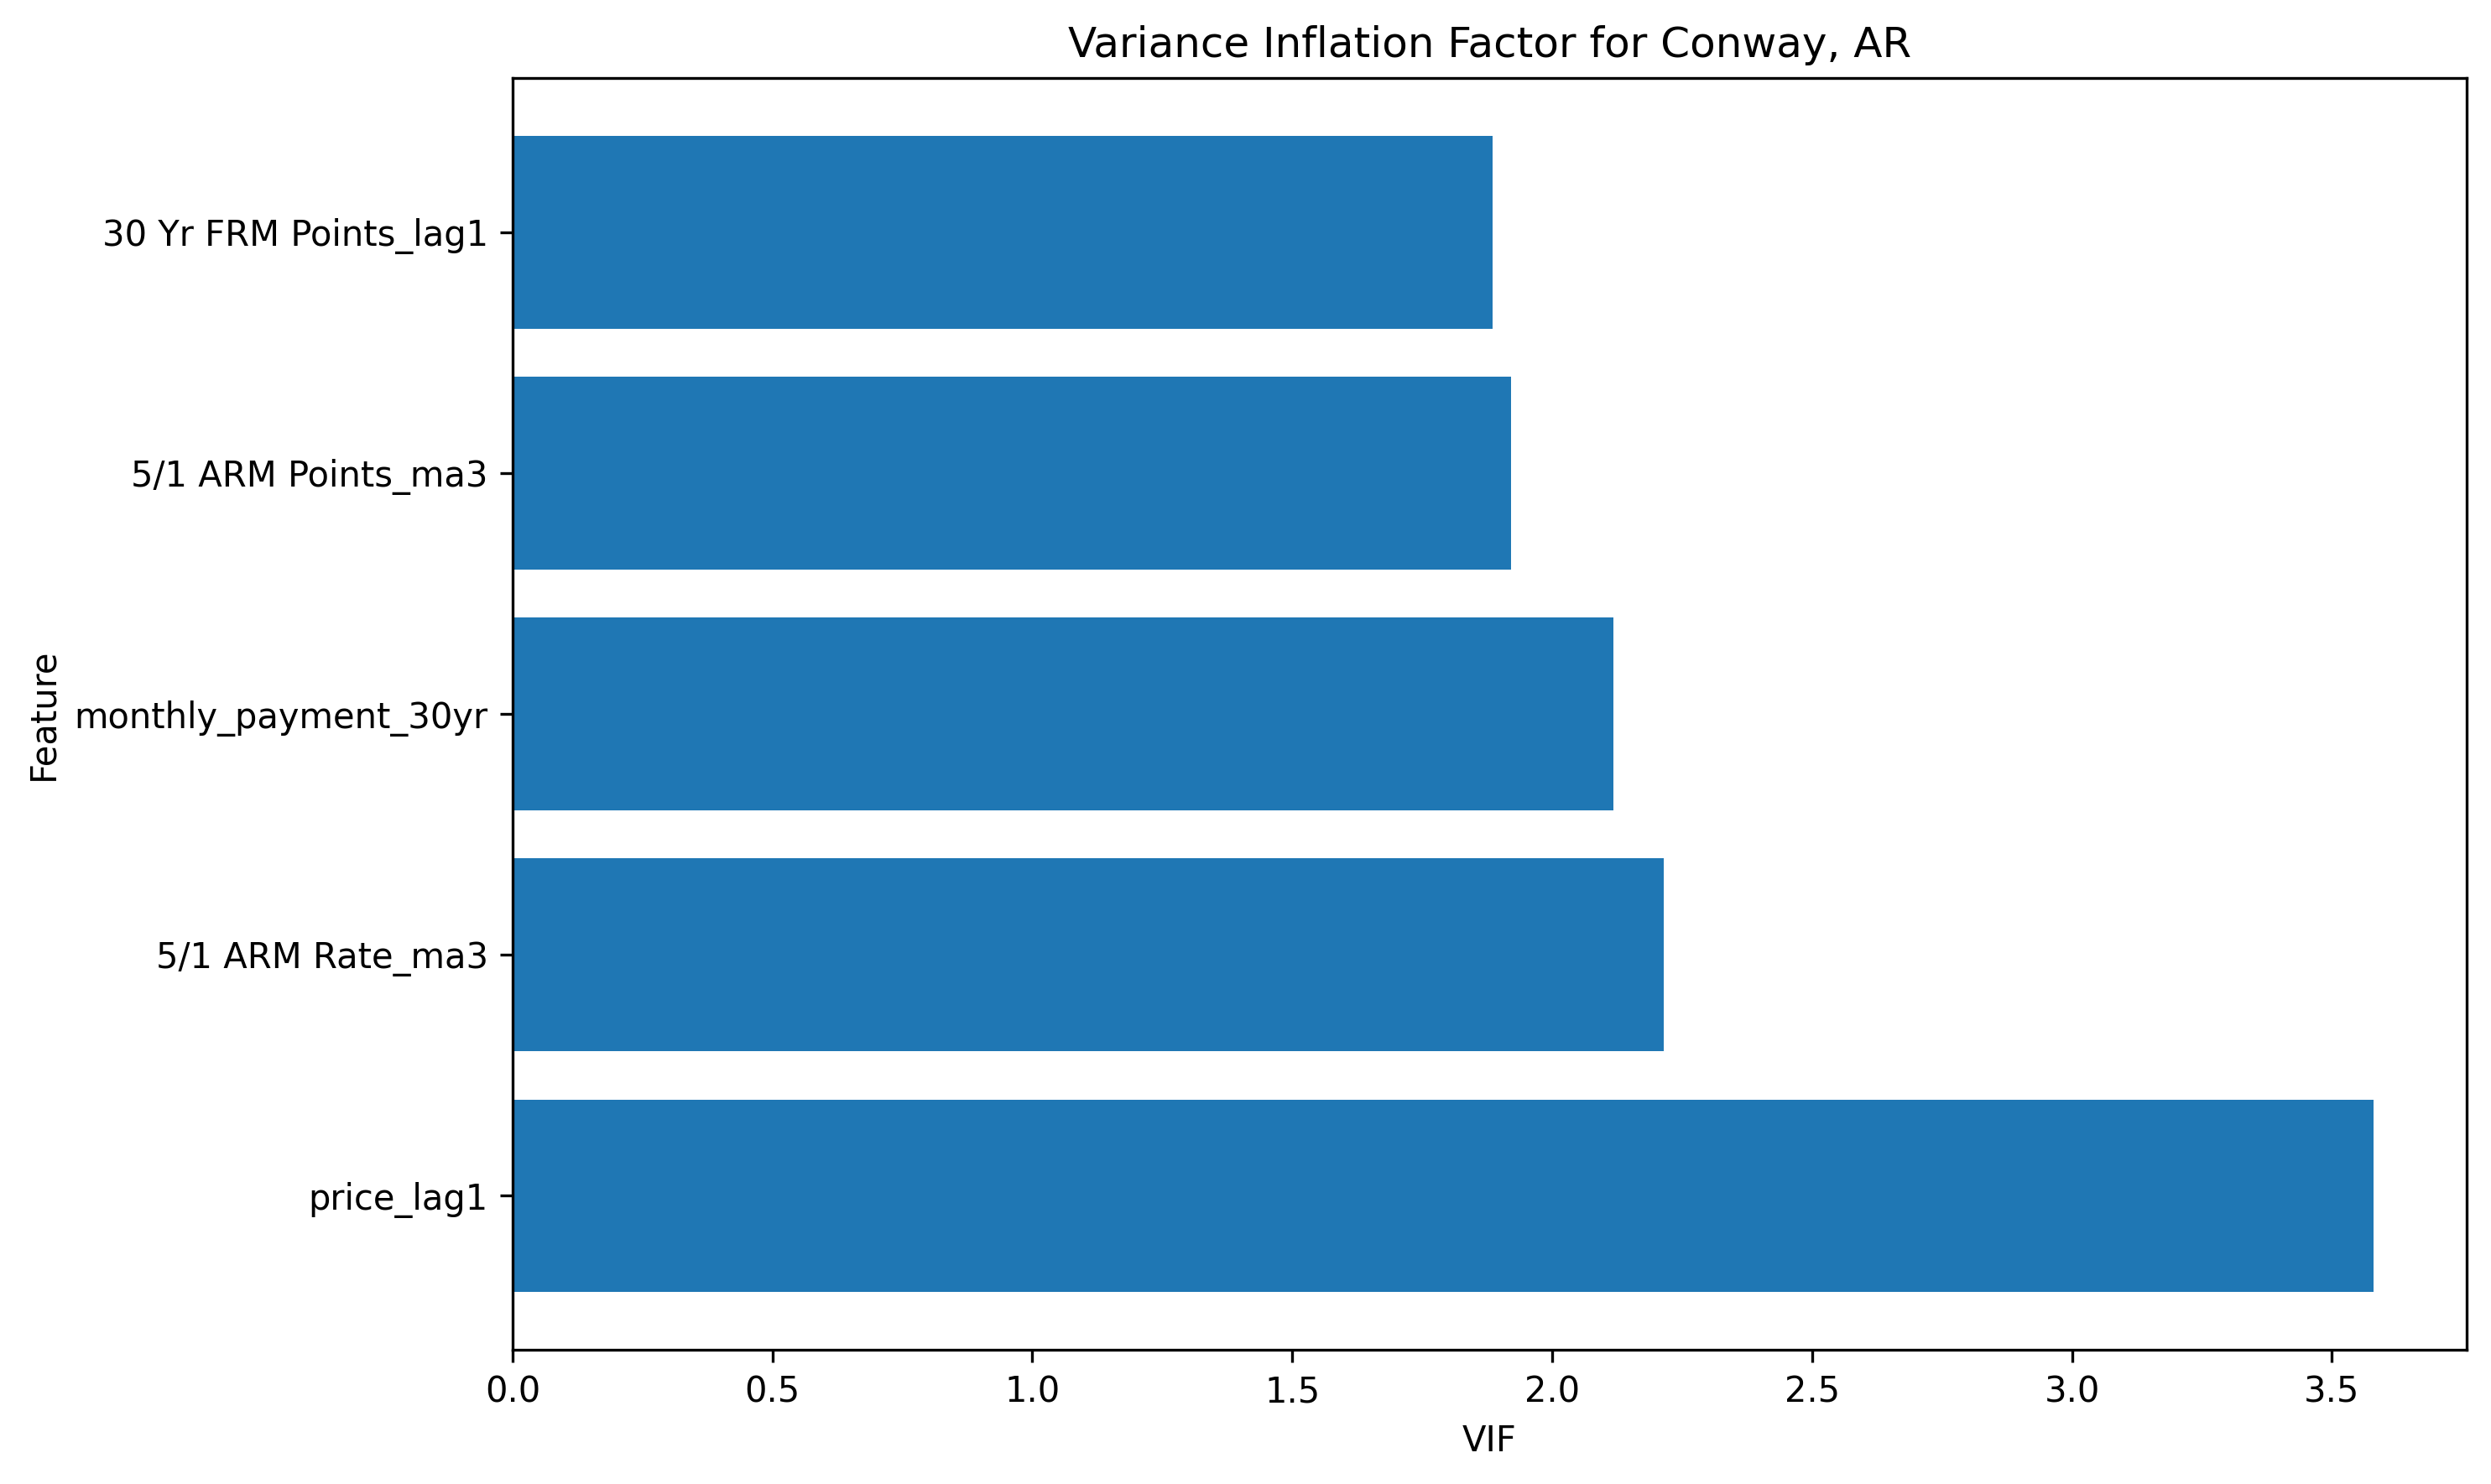 Variance Inflation Factor for Conway, AR
30 Yr FRM Points_lag1
5/1 ARM Points_ma3
monthly_payment_30yr
5/1 ARM Rate_ma3
price_lag1
Feature
0.0 0.5 1.0 1.5 2.0 2.5 3.0 3.5
VIF